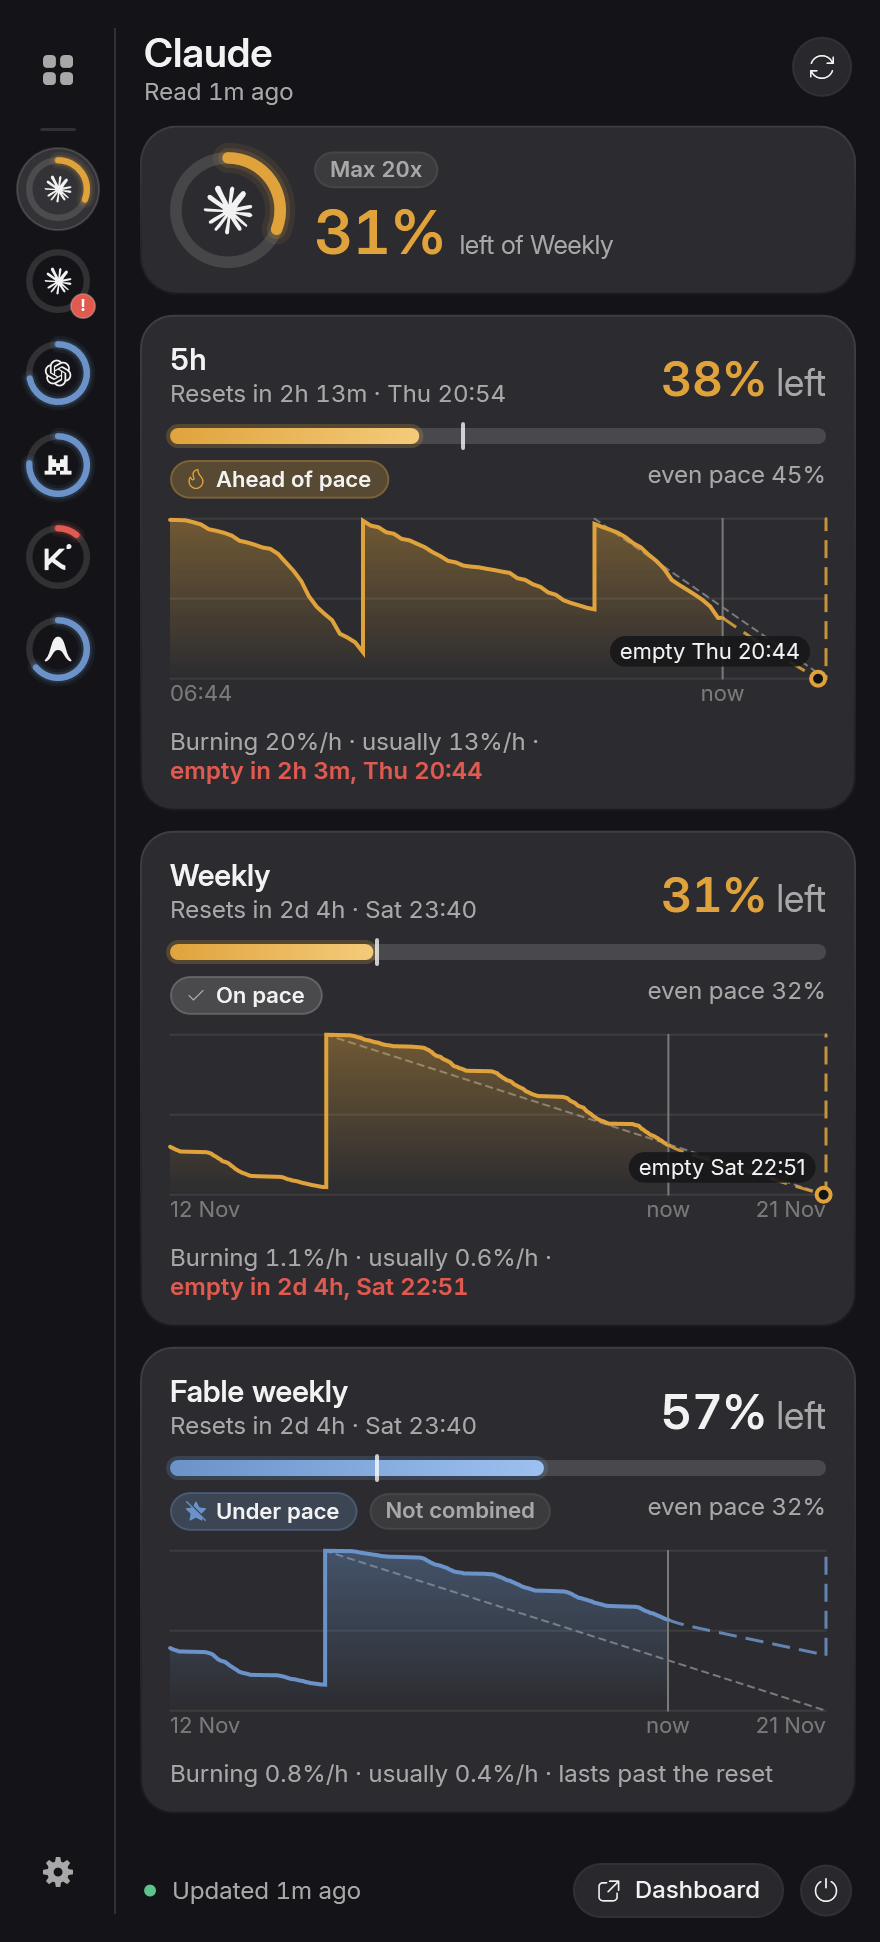 Claude
Read 1m ago
Max 20x
31% left of Weekly
!
5h
Resets in 2h 13m · Thu 20:54
38% left
Ahead of pace
even pace 45%
empty Thu 20:44
06:44
now
Burning 20%/h · usually 13%/h ·
empty in 2h 3m, Thu 20:44
Weekly
Resets in 2d 4h · Sat 23:40
31% left
On pace
even pace 32%
empty Sat 22:51
12 Nov
now
21 Nov
Burning 1.1%/h · usually 0.6%/h ·
empty in 2d 4h, Sat 22:51
Fable weekly
Resets in 2d 4h · Sat 23:40
57% left
Under pace
Not combined
even pace 32%
12 Nov
now
21 Nov
Burning 0.8%/h · usually 0.4%/h · lasts past the reset
Updated 1m ago
Dashboard